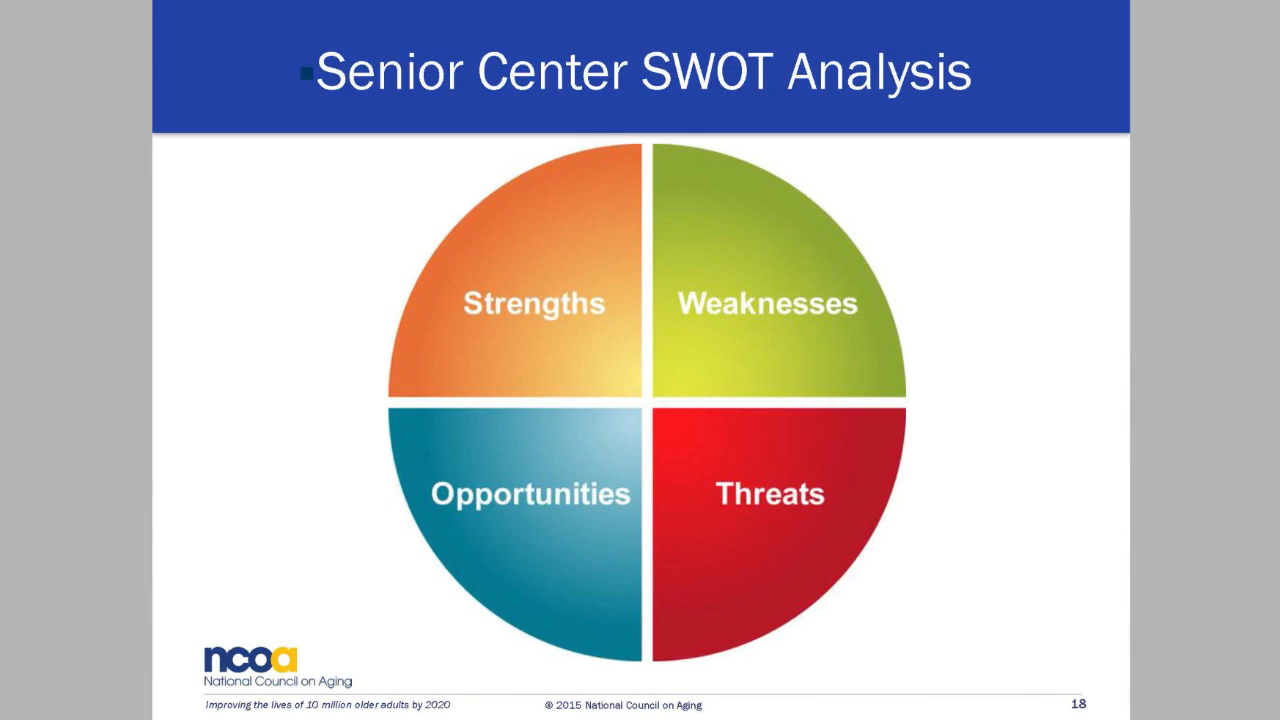 ▪Senior Center SWOT Analysis
Strengths
Weaknesses
Opportunities
Threats
ncoa
National Council on Aging
Improving the lives of 10 million older adults by 2020
© 2015 National Council on Aging
18